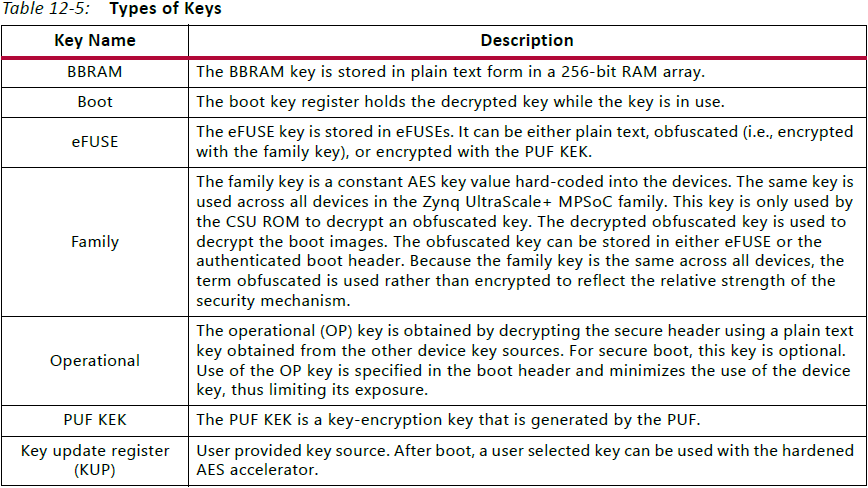 Table 12-5: Types of Keys
Key Name Description
BBRAM The BBRAM key is stored in plain text form in a 256-bit RAM array.
Boot The boot key register holds the decrypted key while the key is in use.
eFUSE The eFUSE key is stored in eFUSEs. It can be either plain text, obfuscated (i.e., encrypted
with the family key), or encrypted with the PUF KEK.
Family The family key is a constant AES key value hard-coded into the devices. The same key is
used across all devices in the Zynq UltraScale+ MPSoC family. This key is only used by
the CSU ROM to decrypt an obfuscated key. The decrypted obfuscated key is used to
decrypt the boot images. The obfuscated key can be stored in either eFUSE or the
authenticated boot header. Because the family key is the same across all devices, the
term obfuscated is used rather than encrypted to reflect the relative strength of the
security mechanism.
Operational The operational (OP) key is obtained by decrypting the secure header using a plain text
key obtained from the other device key sources. For secure boot, this key is optional.
Use of the OP key is specified in the boot header and minimizes the use of the device
key, thus limiting its exposure.
PUF KEK The PUF KEK is a key-encryption key that is generated by the PUF.
Key update register User provided key source. After boot, a user selected key can be used with the hardened
(KUP) AES accelerator.